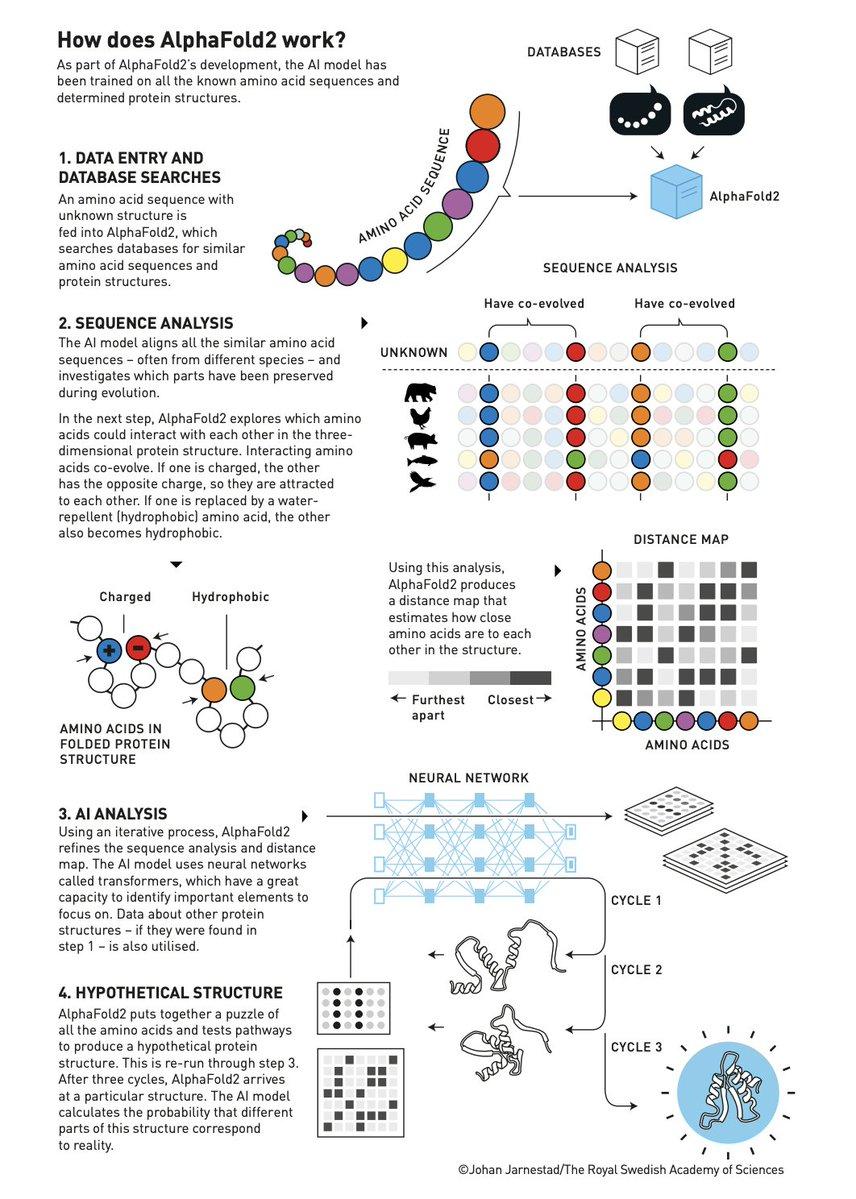 How does AlphaFold2 work?
As part of AlphaFold2's development, the AI model has
been trained on all the known amino acid sequences and
determined protein structures.
DATABASES
AlphaFold2
AMINO ACID SEQUENCE
1. DATA ENTRY AND
DATABASE SEARCHES
An amino acid sequence with
unknown structure is
fed into AlphaFold2, which
searches databases for similar
amino acid sequences and
protein structures.
SEQUENCE ANALYSIS
Have co-evolved
Have co-evolved
UNKNOWN
2. SEQUENCE ANALYSIS
The AI model aligns all the similar amino acid
sequences – often from different species – and
investigates which parts have been preserved
during evolution.
In the next step, AlphaFold2 explores which amino
acids could interact with each other in the three-
dimensional protein structure. Interacting amino
acids co-evolve. If one is charged, the other
has the opposite charge, so they are attracted
to each other. If one is replaced by a water-
repellent (hydrophobic) amino acid, the other
also becomes hydrophobic.
Charged
Hydrophobic
+
-
AMINO ACIDS IN
FOLDED PROTEIN
STRUCTURE
Using this analysis,
AlphaFold2 produces
a distance map that
estimates how close
amino acids are to each
other in the structure.
Furthest
apart
Closest
DISTANCE MAP
AMINO ACIDS
AMINO ACIDS
NEURAL NETWORK
3. AI ANALYSIS
Using an iterative process, AlphaFold2
refines the sequence analysis and distance
map. The AI model uses neural networks
called transformers, which have a great
capacity to identify important elements to
focus on. Data about other protein
structures – if they were found in
step 1 – is also utilised.
CYCLE 1
CYCLE 2
CYCLE 3
4. HYPOTHETICAL STRUCTURE
AlphaFold2 puts together a puzzle of
all the amino acids and tests pathways
to produce a hypothetical protein
structure. This is re-run through step 3.
After three cycles, AlphaFold2 arrives
at a particular structure. The AI model
calculates the probability that different
parts of this structure correspond
to reality.
©Johan Jarnestad/The Royal Swedish Academy of Sciences